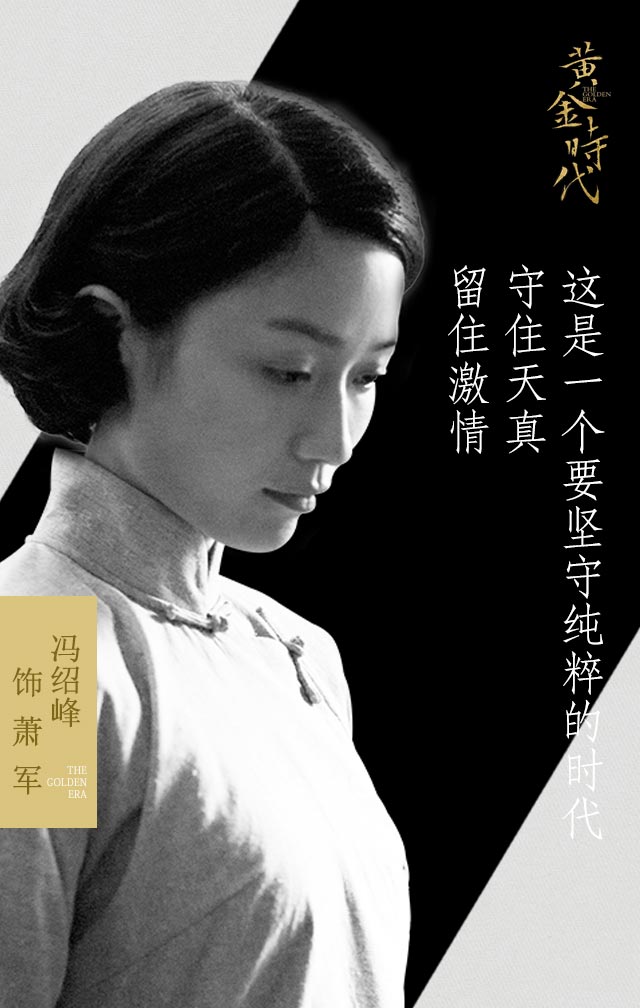 黄金時代
THE
GOLDEN
ERA
这是一个要坚守纯粹的时代
守住天真
留住激情
冯绍峰
饰 萧 军
THE
GOLDEN
ERA